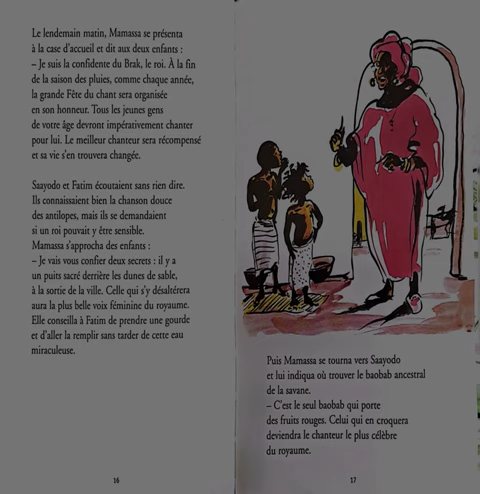 Le lendemain matin, Mamassa se présenta
à la case d'accueil et dit aux deux enfants :
– Je suis la confidente du Brak, le roi. À la fin
de la saison des pluies, comme chaque année,
la grande Fête du chant sera organisée
en son honneur. Tous les jeunes gens
de votre âge devront impérativement chanter
pour lui. Le meilleur chanteur sera récompensé
et sa vie s'en trouvera changée.
Saayodo et Fatim écoutaient sans rien dire.
Ils connaissaient bien la chanson douce
des antilopes, mais ils se demandaient
si un roi pouvait y être sensible.
Mamassa s'approcha des enfants :
– Je vais vous confier deux secrets : il y a
un puits sacré derrière les dunes de sable,
à la sortie de la ville. Celle qui s'y désaltérera
aura la plus belle voix féminine du royaume.
Elle conseilla à Fatim de prendre une gourde
et d'aller la remplir sans tarder de cette eau
miraculeuse.
16
Puis Mamassa se tourna vers Saayodo
et lui indiqua où trouver le baobab ancestral
de la savane.
– C'est le seul baobab qui porte
des fruits rouges. Celui qui en croquera
deviendra le chanteur le plus célèbre
du royaume.
17